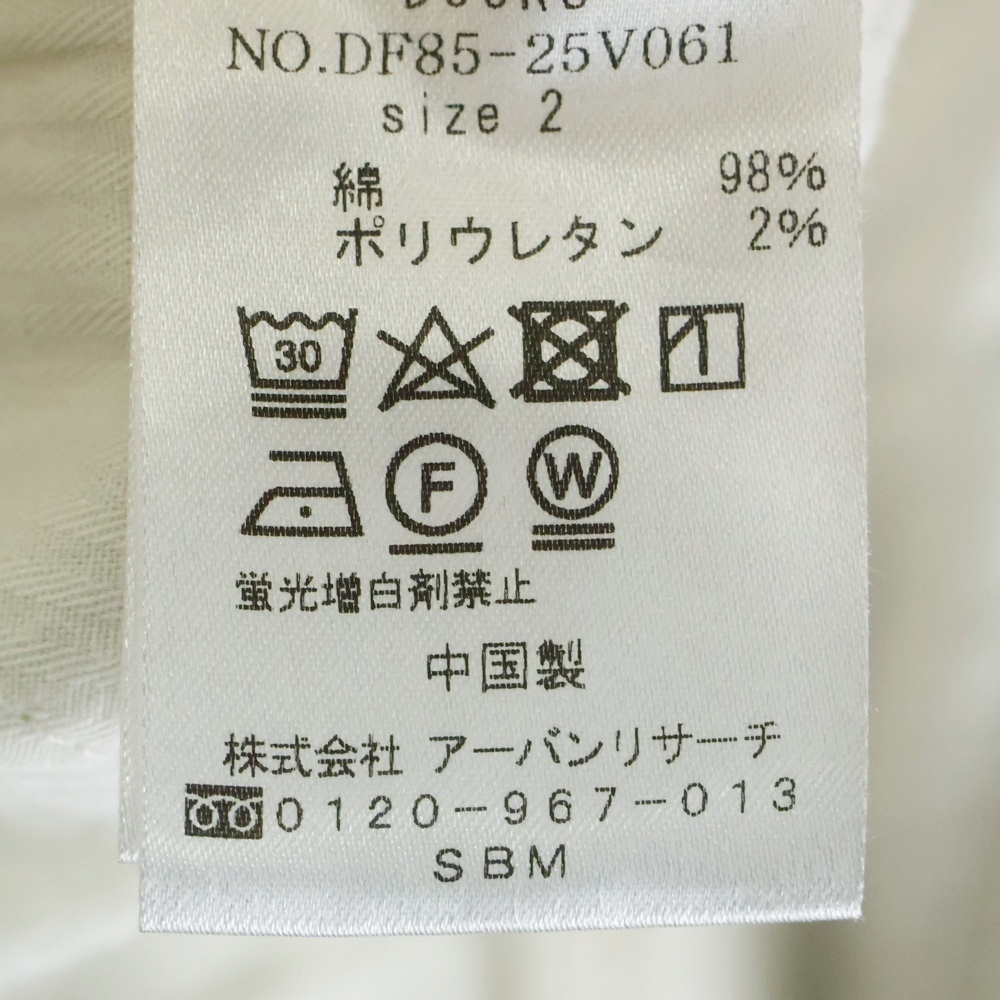 NO.DF85-25V061
size 2
綿 98%
ポリウレタン 2%
30
F W
蛍光増白剤禁止
中国製
株式会社 アーバンリサーチ
0120-967-013
SBM